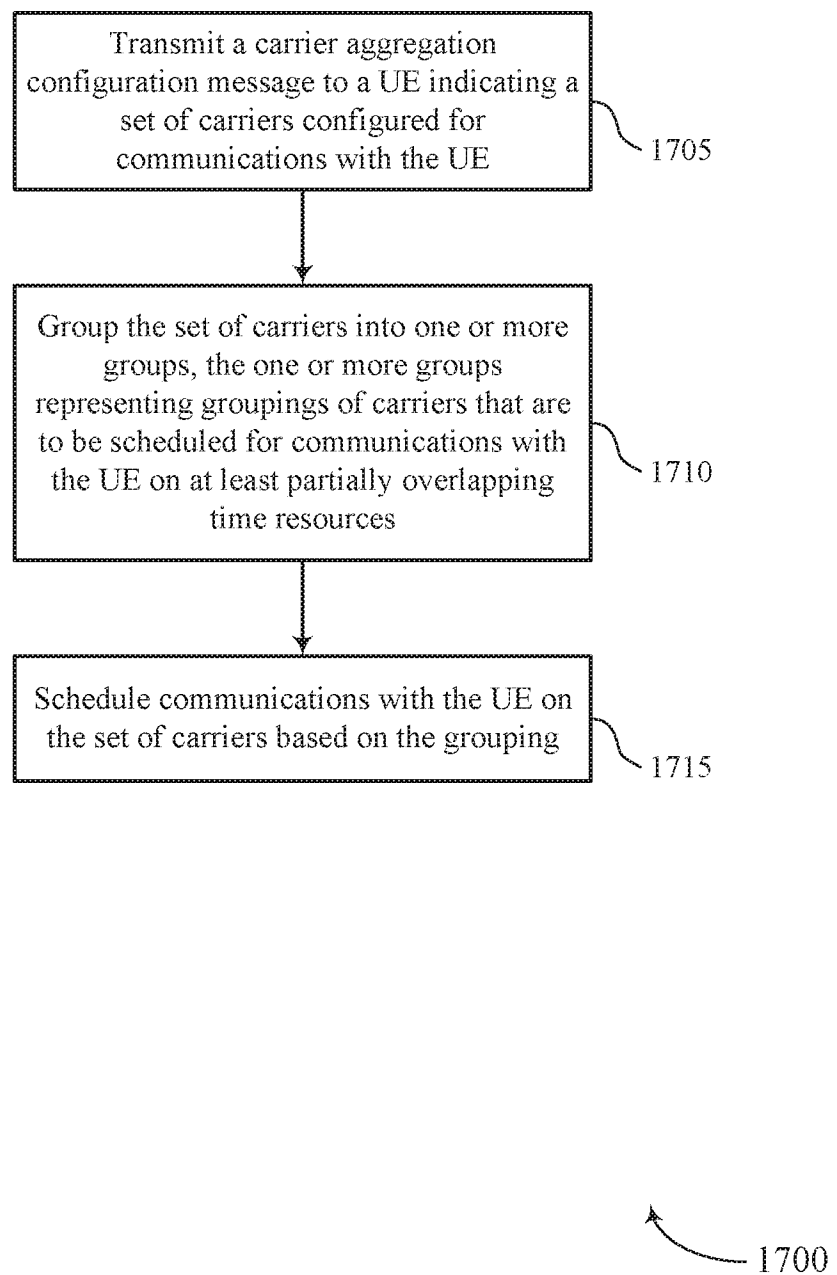 Transmit a carrier aggregation
configuration message to a UE indicating a
set of carriers configured for
communications with the UE
1705
Group the set of carriers into one or more
groups, the one or more groups
representing groupings of carriers that are
to be scheduled for communications with
the UE on at least partially overlapping
time resources
1710
Schedule communications with the UE on
the set of carriers based on the grouping
1715
1700